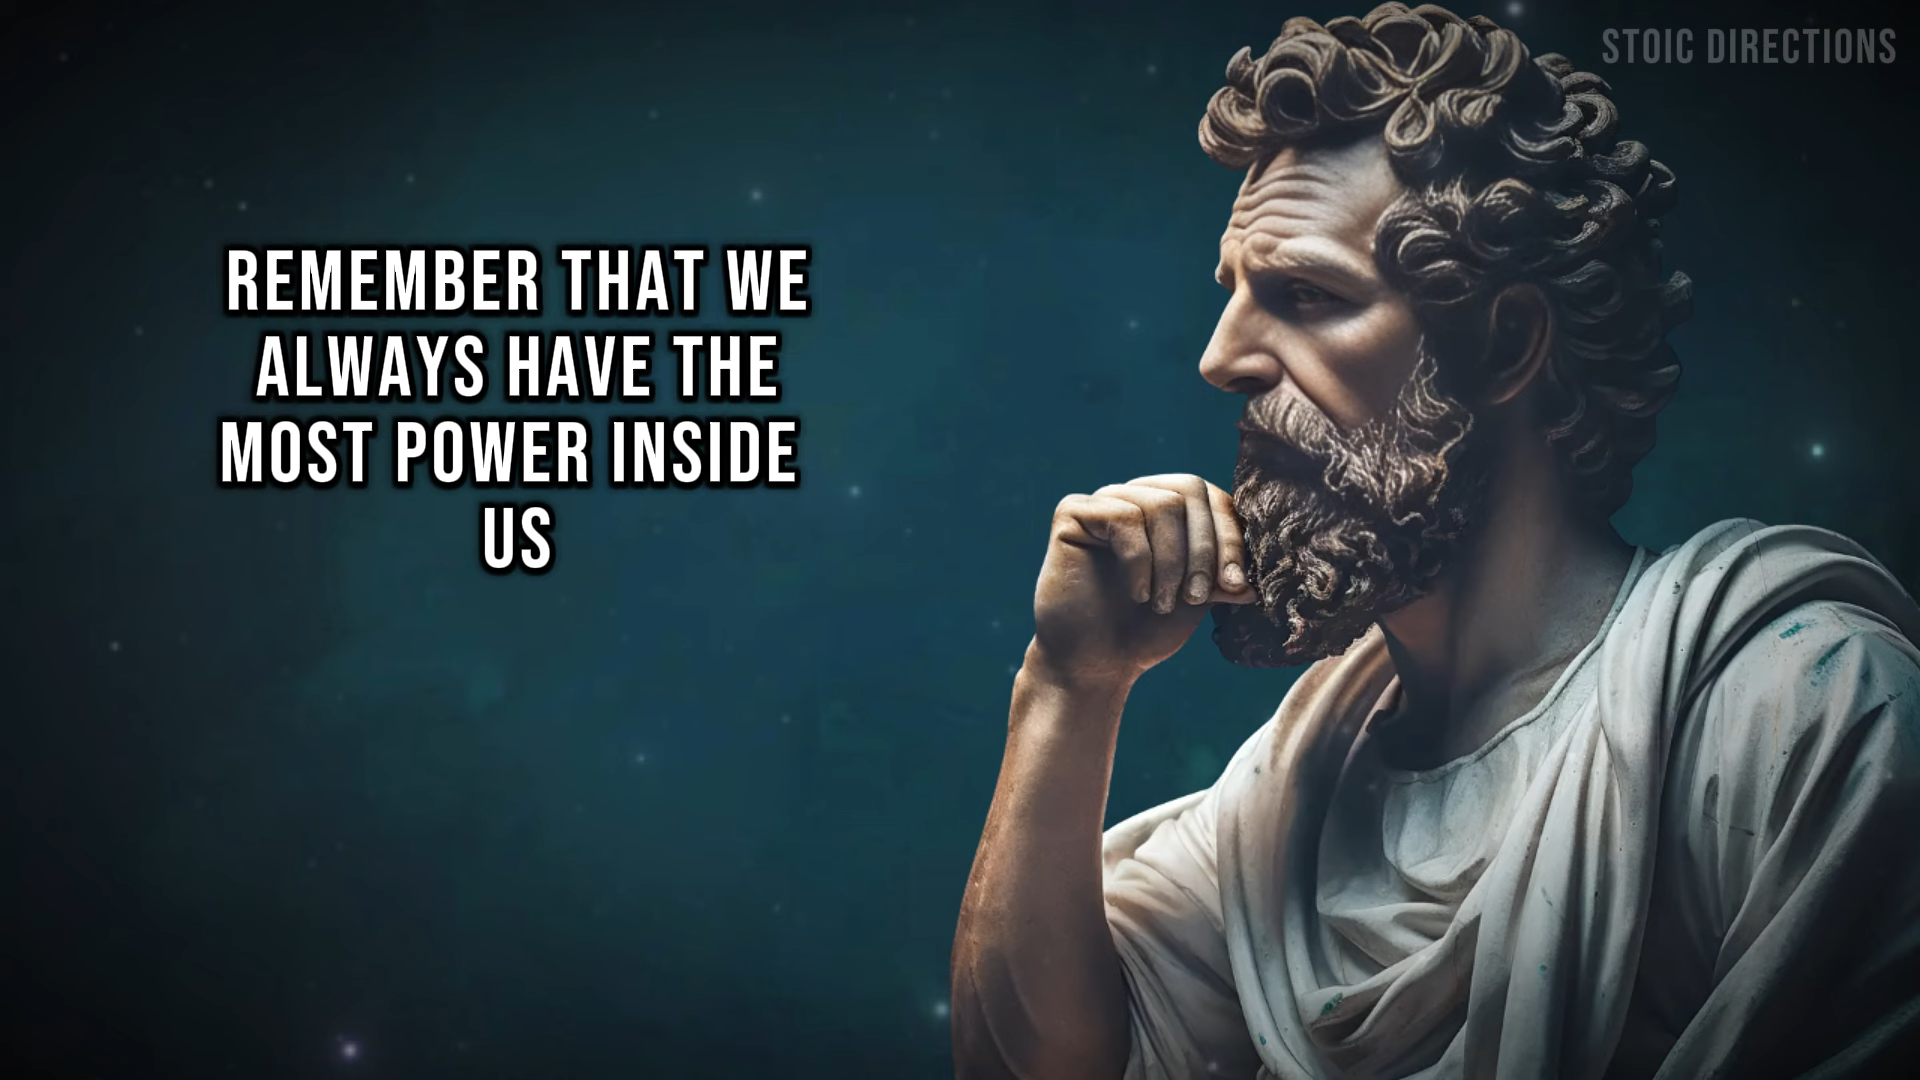 STOIC DIRECTIONS
REMEMBER THAT WE
ALWAYS HAVE THE
MOST POWER INSIDE
US